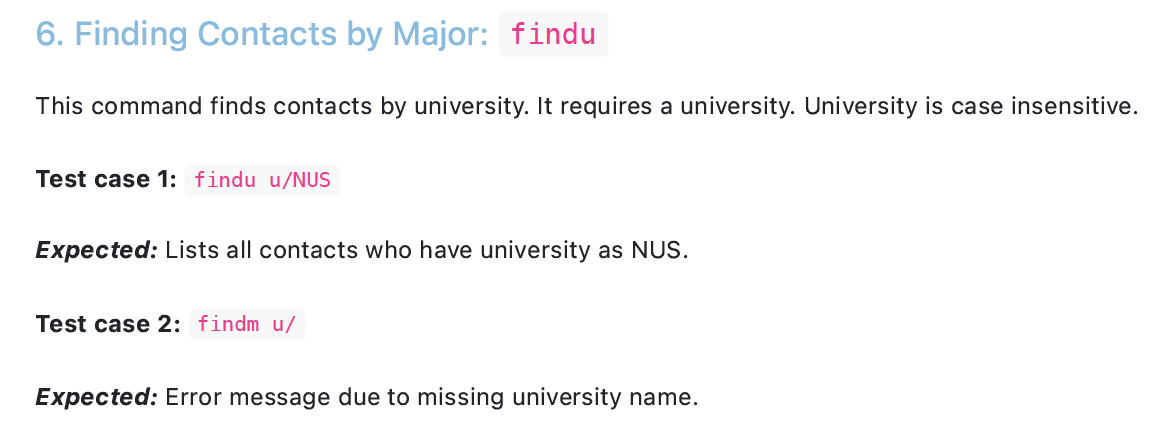 6. Finding Contacts by Major: findu
This command finds contacts by university. It requires a university. University is case insensitive.
Test case 1: findu u/NUS
Expected: Lists all contacts who have university as NUS.
Test case 2: findm u/
Expected: Error message due to missing university name.